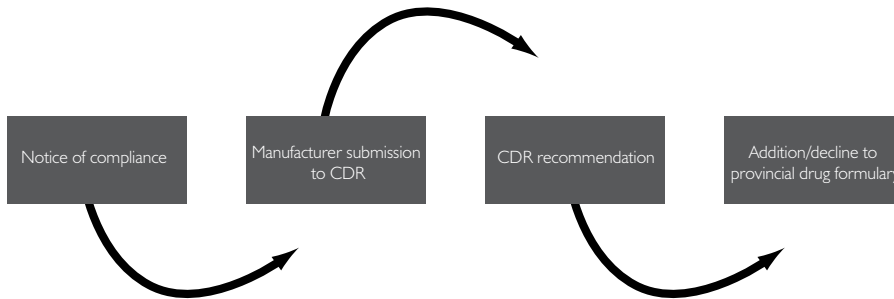 Notice of compliance
Manufacturer submission
to CDR
CDR recommendation
Addition/decline to
provincial drug formulary